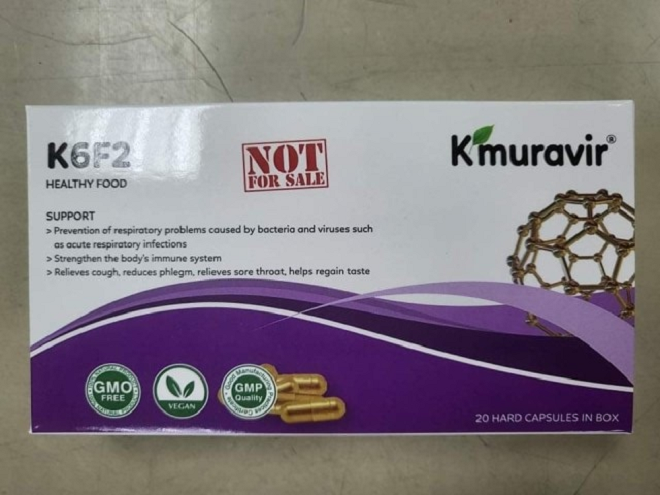 K6F2
HEALTHY FOOD
NOT
FOR SALE
K'muravir®
SUPPORT
> Prevention of respiratory problems caused by bacteria and viruses such
as acute respiratory infections
> Strengthen the body's immune system
> Relieves cough, reduces phlegm, relieves sore throat, helps regain taste
GMO
FREE
VEGAN
GMP
Quality
20 HARD CAPSULES IN BOX